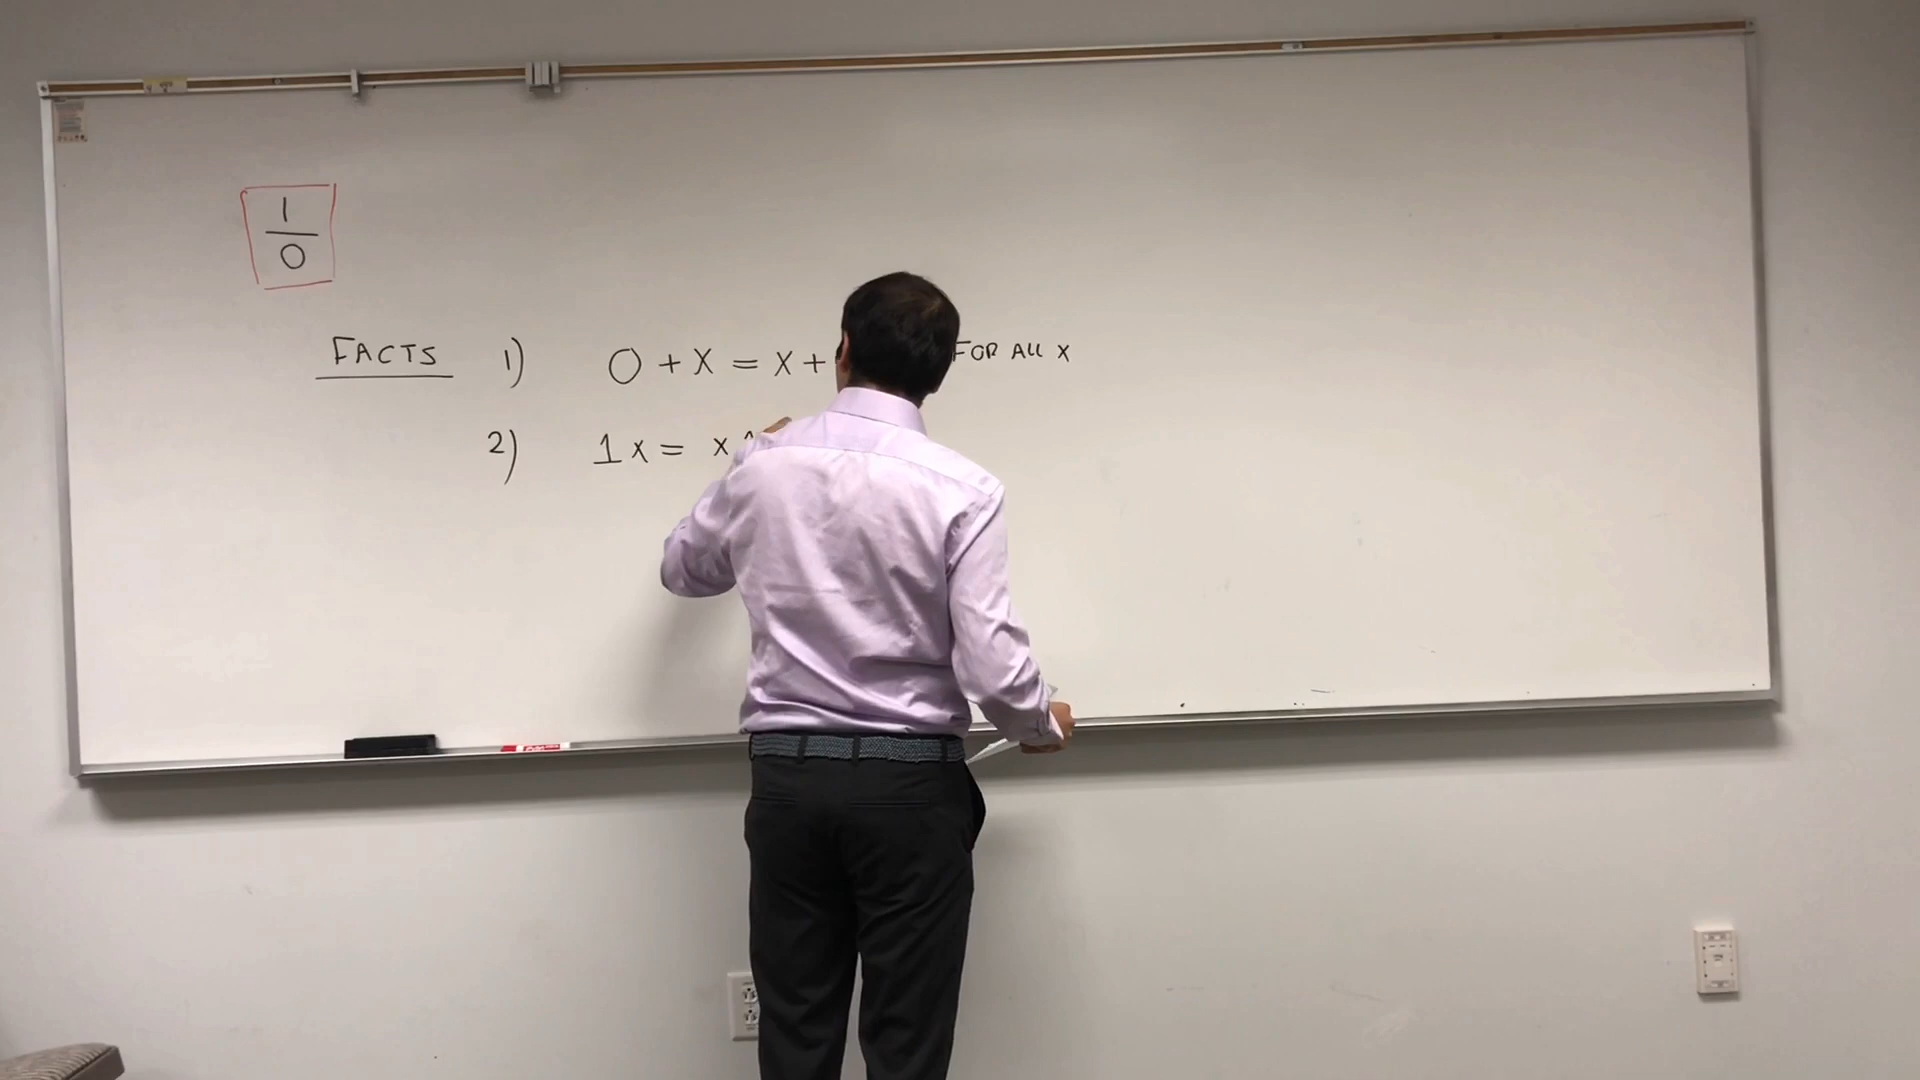 1
0
FACTS 1) 0 + X = X + FOR ALL X
2) 1 X = X